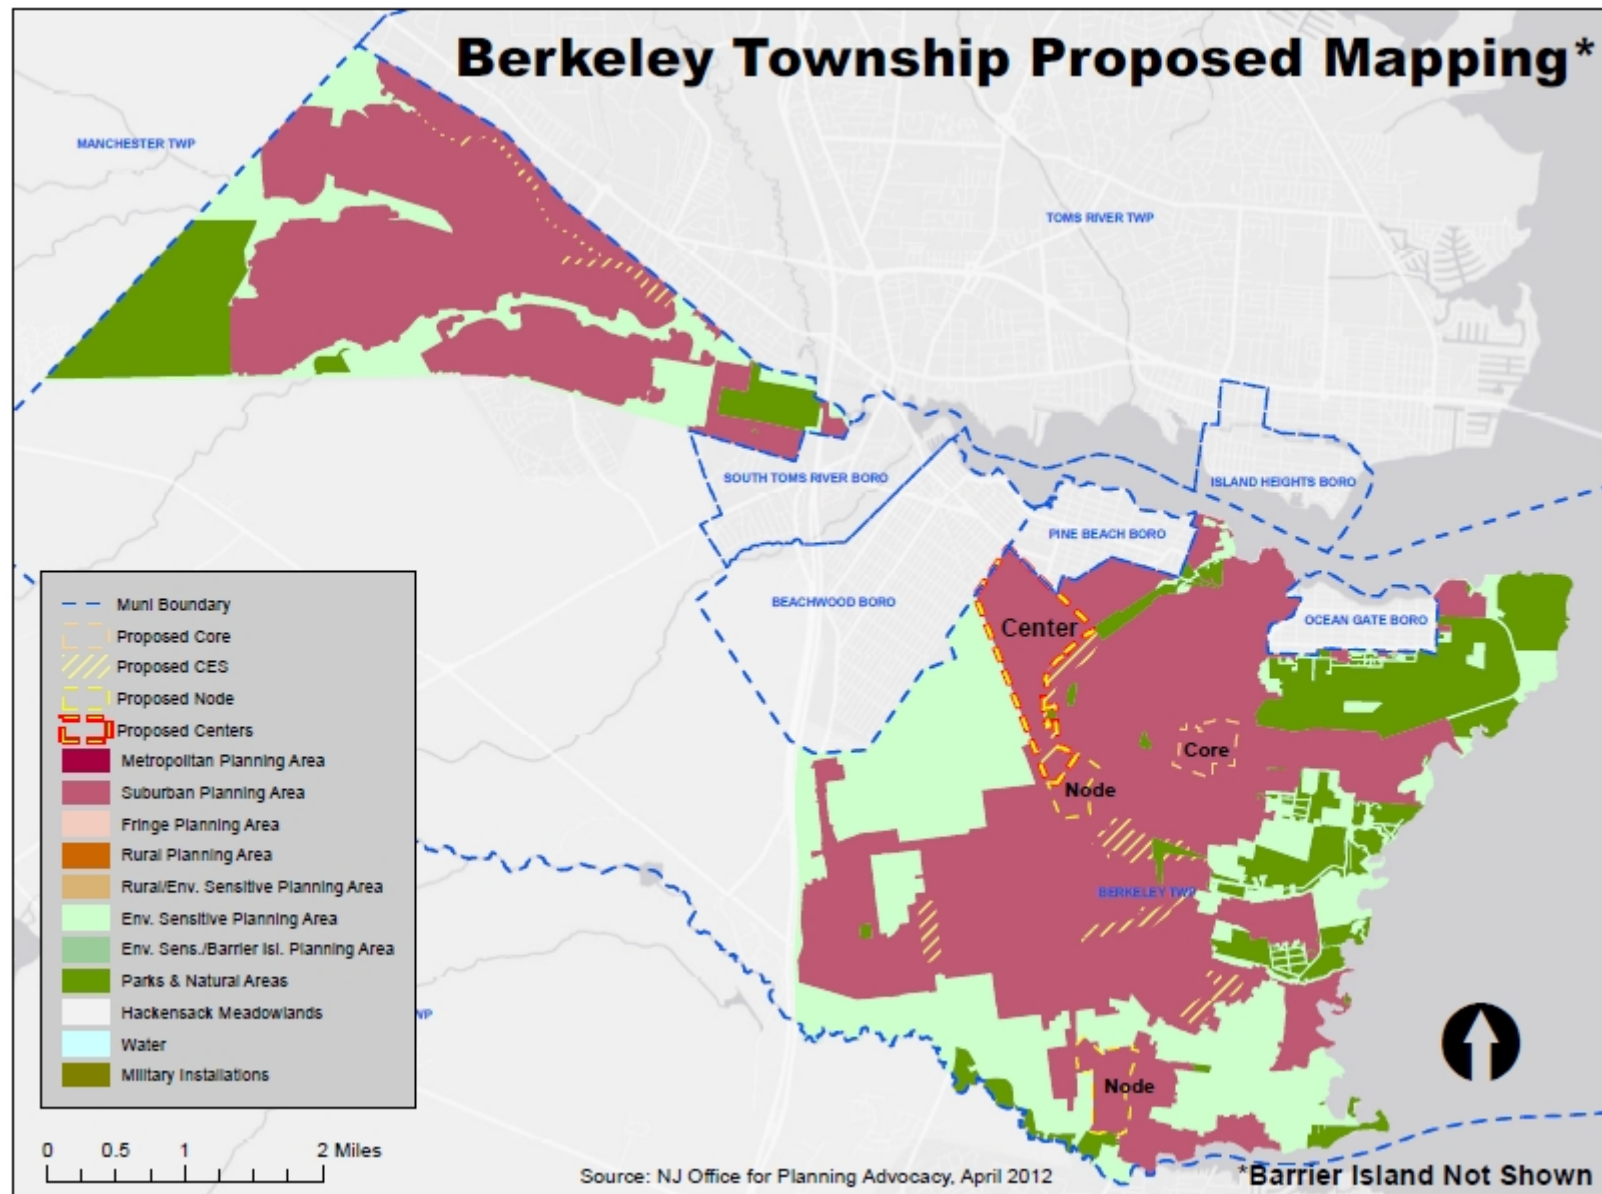 Berkeley Township Proposed Mapping*
MANCHESTER TWP
TOMS RIVER TWP
SOUTH TOMS RIVER BORO
ISLAND HEIGHTS BORO
PINE BEACH BORO
BEACHWOOD BORO
OCEAN GATE BORO
Center
Core
Node
BERKELEY TWP
Node
Muni Boundary
Proposed Core
Proposed CES
Proposed Node
Proposed Centers
Metropolitan Planning Area
Suburban Planning Area
Fringe Planning Area
Rural Planning Area
Rural/Env. Sensitive Planning Area
Env. Sensitive Planning Area
Env. Sens./Barrier Isl. Planning Area
Parks & Natural Areas
Hackensack Meadowlands
Water
Military Installations
0 0.5 1 2 Miles
Source: NJ Office for Planning Advocacy, April 2012
*Barrier Island Not Shown